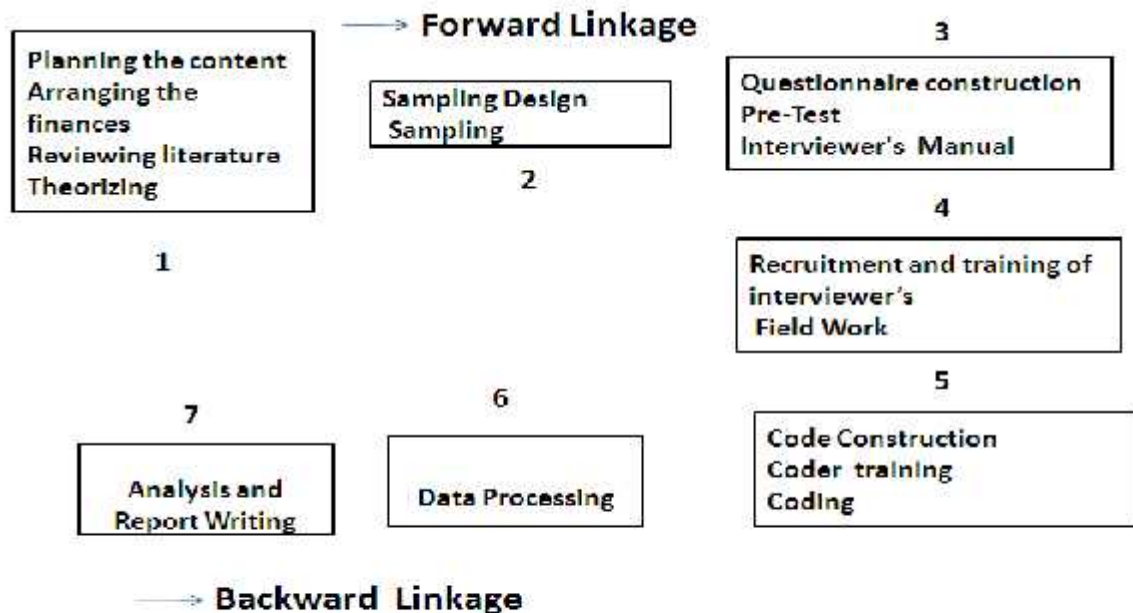 → Forward Linkage
Planning the content
Arranging the
finances
Reviewing literature
Theorizing
1
Sampling Design
Sampling
2
3
Questionnaire construction
Pre-Test
Interviewer's Manual
4
Recruitment and training of
interviewer's
Field Work
5
Code Construction
Coder training
Coding
6
Data Processing
7
Analysis and
Report Writing
→ Backward Linkage